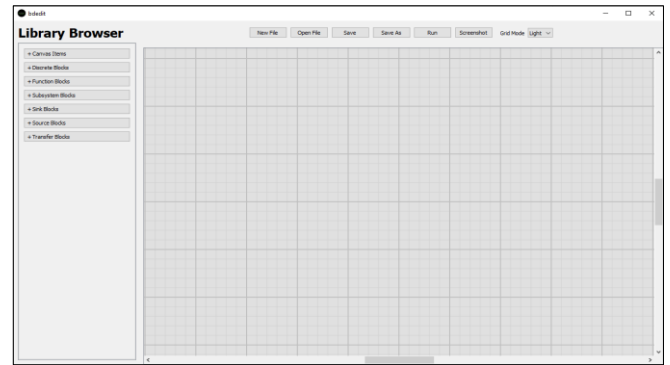 bdedit
Library Browser
New File Open File Save Save As Run Screenshot Grid Mode Light
+ Canvas Items
+ Discrete Blocks
+ Function Blocks
+ Subsystem Blocks
+ Sink Blocks
+ Source Blocks
+ Transfer Blocks